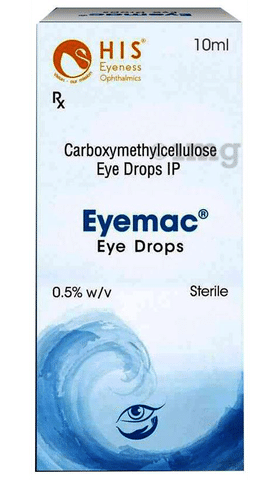 HIS®
Eyeness
Ophthalmics
10ml
Rx
Carboxymethylcellulose
Eye Drops IP
Eyemac®
Eye Drops
0.5% w/v
Sterile